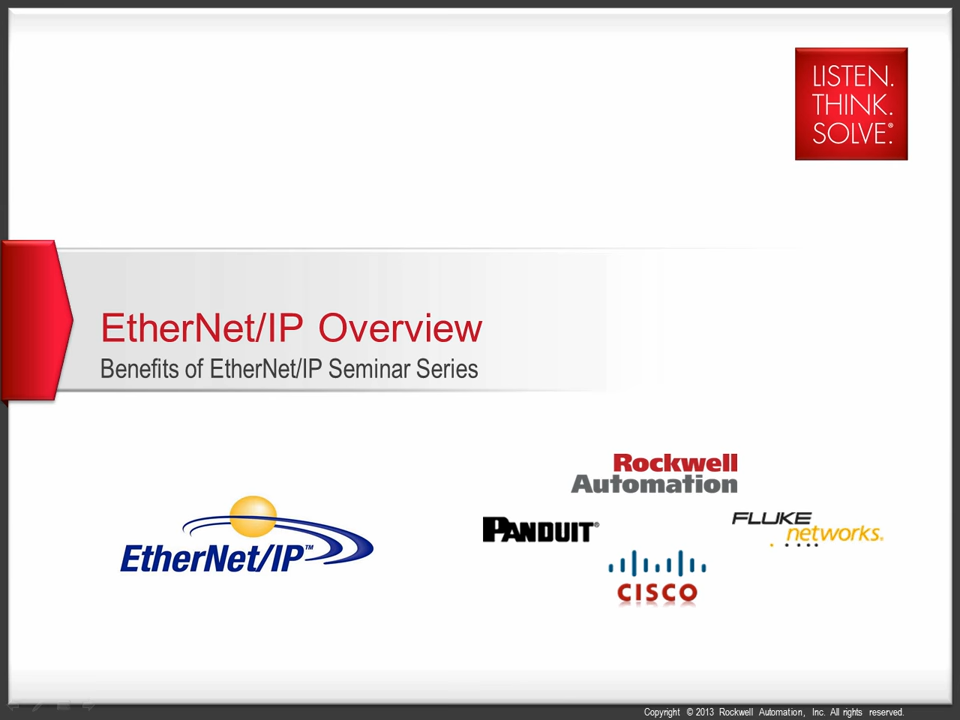 LISTEN.
THINK.
SOLVE.®
EtherNet/IP Overview
Benefits of EtherNet/IP Seminar Series
Rockwell
Automation
EtherNet/IP™
PANDUIT®
FLUKE
networks®
CISCO
Copyright © 2013 Rockwell Automation, Inc. All rights reserved.